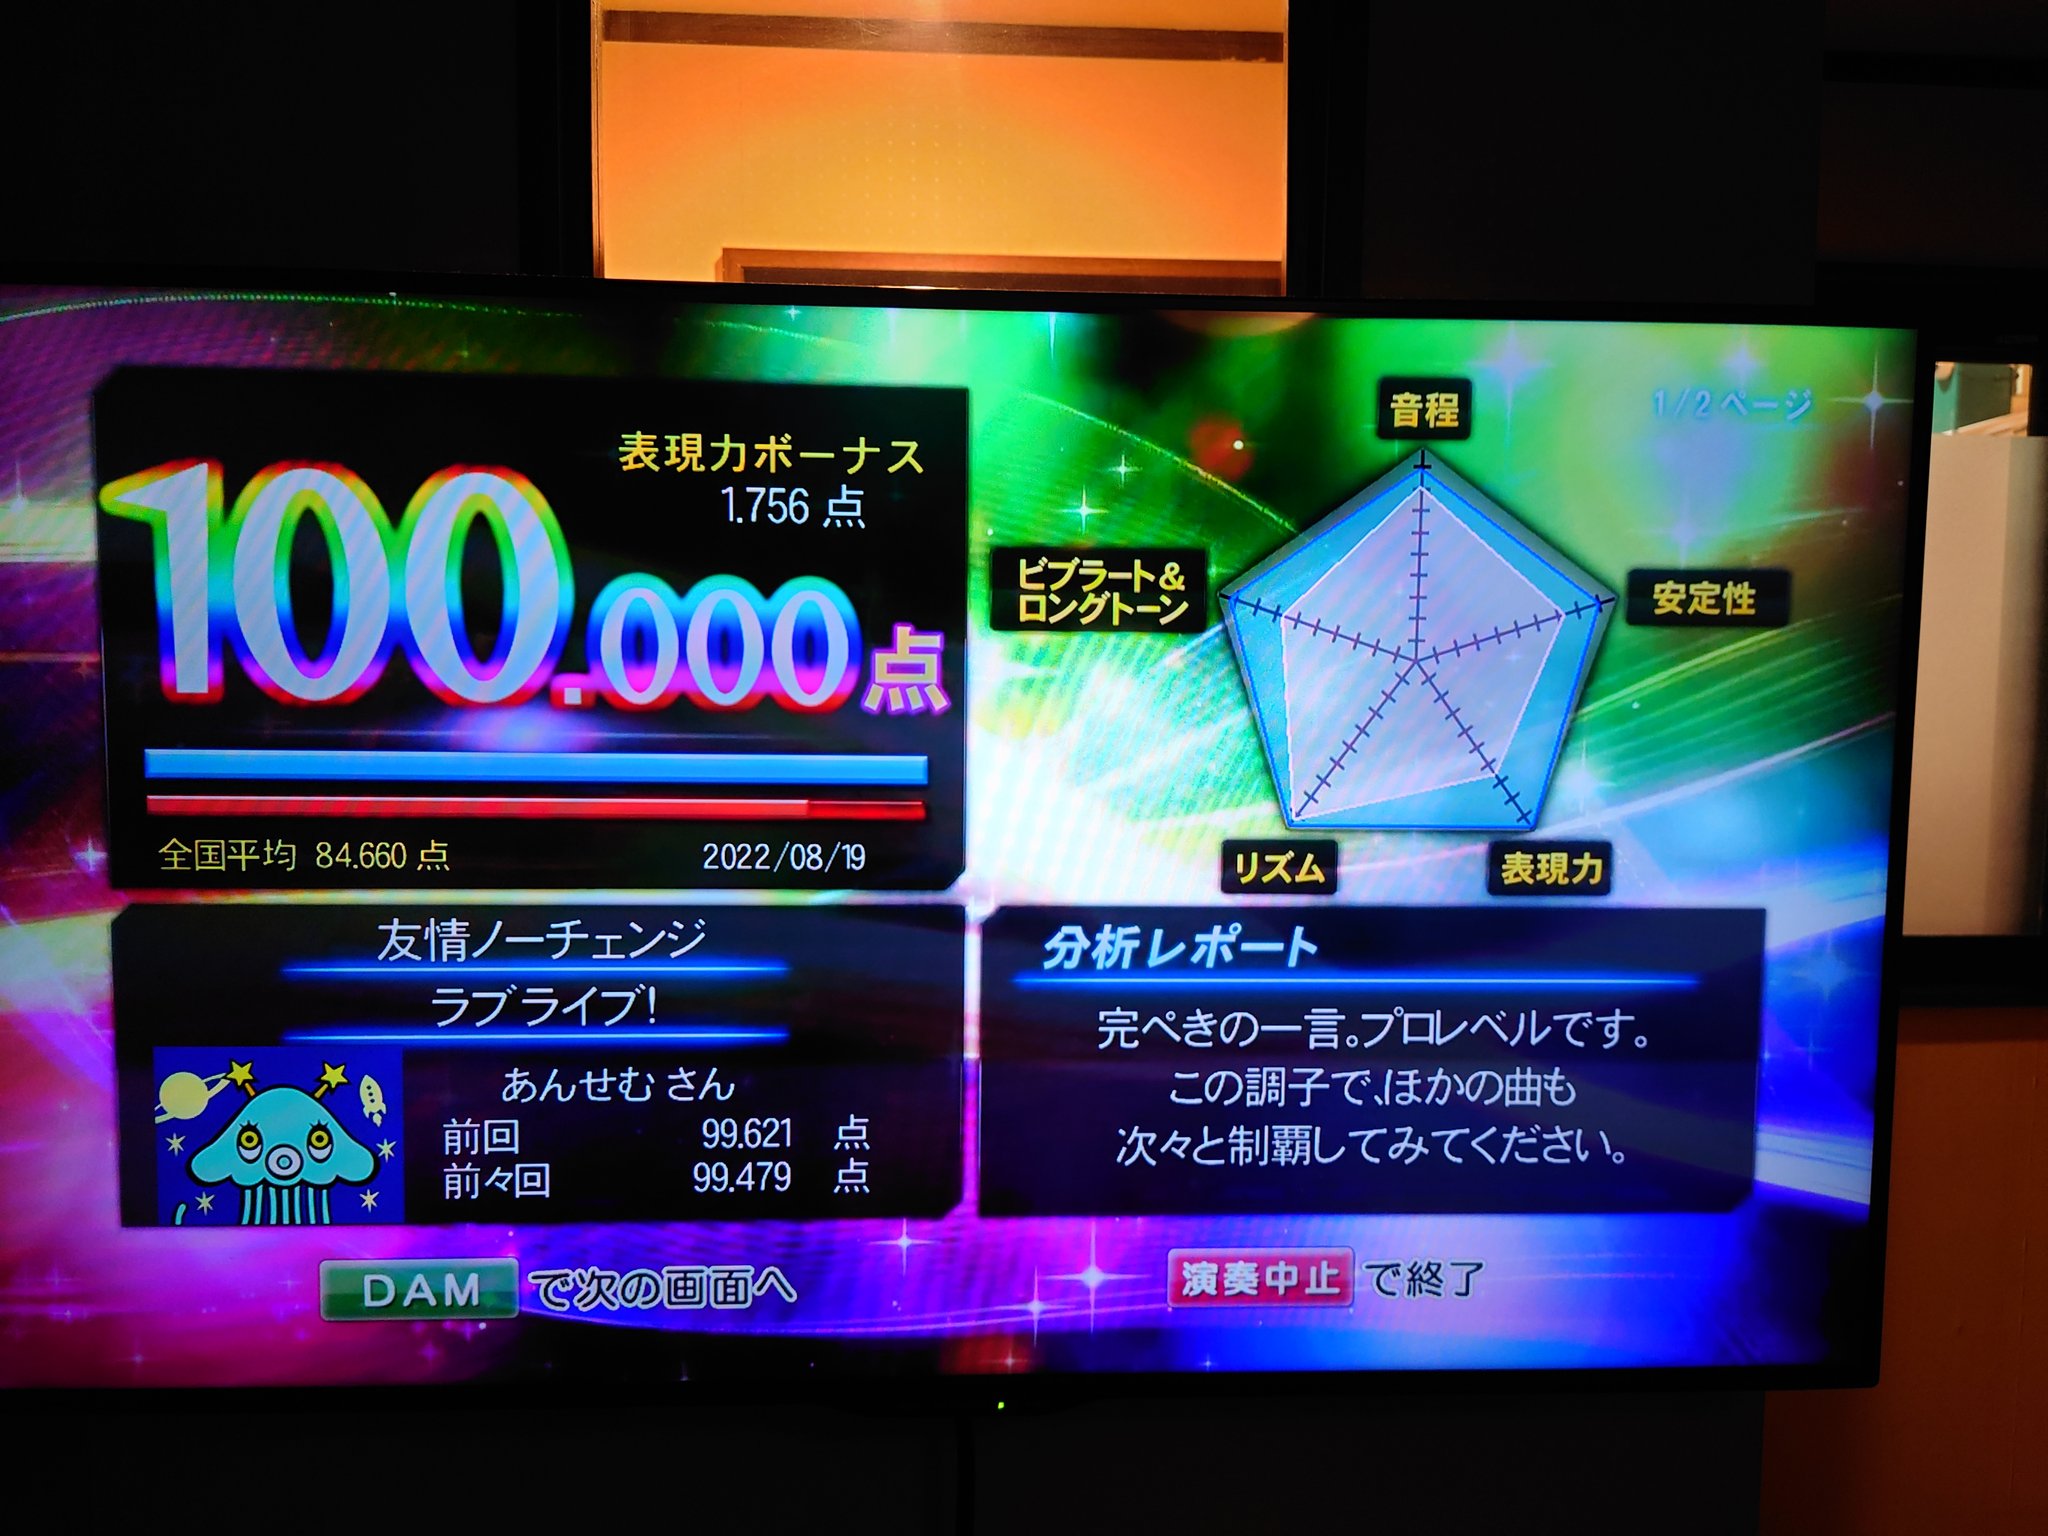 表現力ボーナス
1.756 点
100.000点
全国平均 84.660 点
2022/08/19
音程
1/2ページ
ビブラート&
ロングトーン
安定性
リズム
表現力
友情ノーチェンジ
ラブライブ!
あんせむ さん
前回 99.621 点
前々回 99.479 点
分析レポート
完ぺきの一言。プロレベルです。
この調子で、ほかの曲も
次々と制覇してみてください。
DAM で次の画面へ
演奏中止 で終了